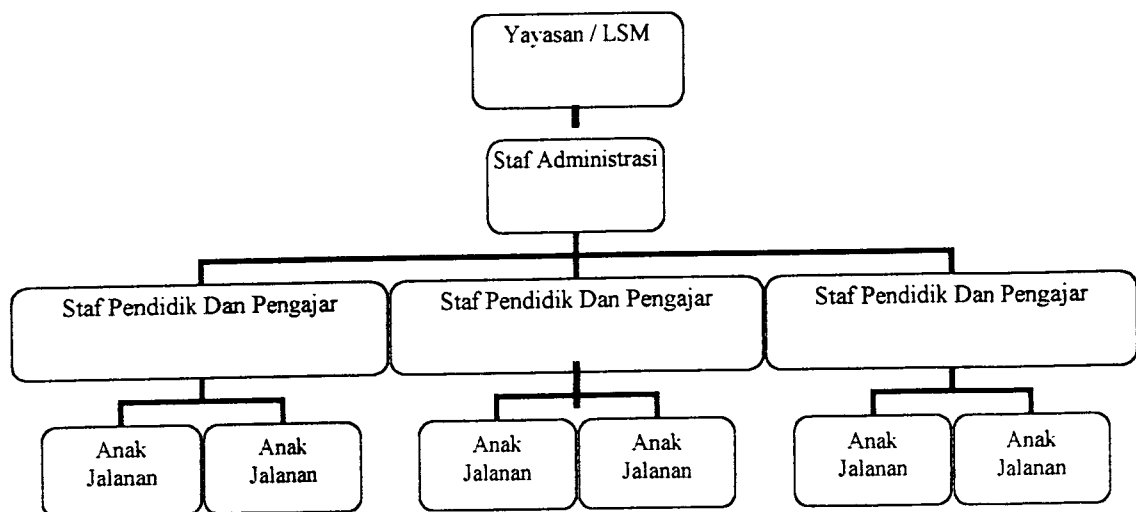 Yayasan / LSM
Staf Administrasi
Staf Pendidik Dan Pengajar
Staf Pendidik Dan Pengajar
Staf Pendidik Dan Pengajar
Anak
Jalanan
Anak
Jalanan
Anak
Jalanan
Anak
Jalanan
Anak
Jalanan
Anak
Jalanan